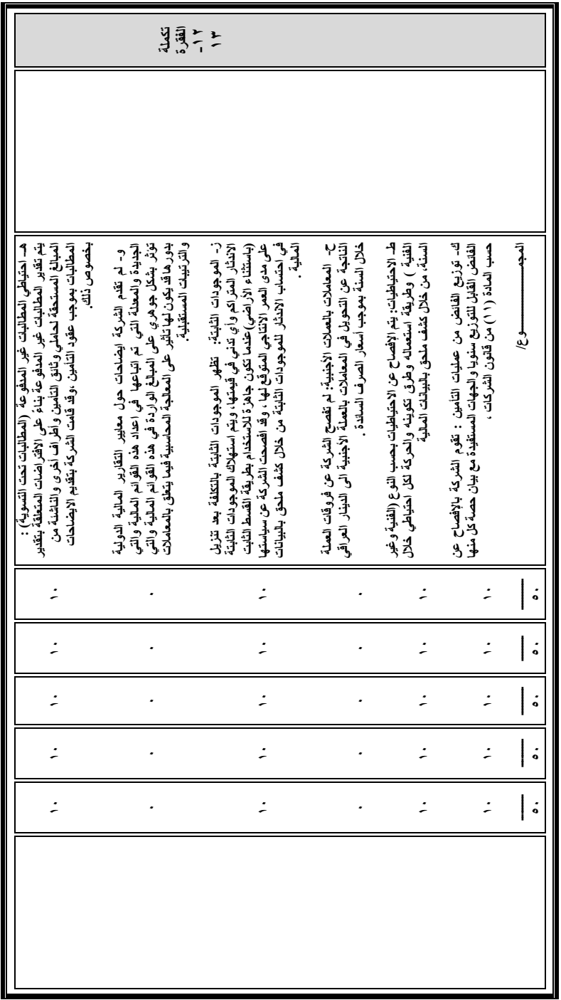 تكملة
الفقرة
١٢-
١٣
هـ- احتياطي المطالبات غير المدفوعة (المطالبات تحت التسوية) :
يتم تقدير المطالبات غير المدفوعة بناءً على الافتراضات المتعلقة بتقدير
المبالغ المستحقة لحاملي وثائق التأمين وأطراف أخرى والناشئة من
المطالبات بموجب عقود التأمين ،وقد قامت الشركة بتقديم الايضاحات
بخصوص ذلك.
١٠
١٠
١٠
١٠
١٠
و- لم تقدم الشركة ايضاحات حول معايير التقارير المالية الدولية
الجديدة والمعدلة التي تم اتباعها في اعداد هذه القوائم المالية والتي
تؤثر بشكل جوهري على المبالغ الواردة في هذه القوائم المالية والتي
بدورها قد يكون لها تأثير على المعالجة المحاسبية فيما يتعلق بالمعاملات
والترتيبات المستقبلية.
٠
٠
٠
٠
٠
ز- الموجودات الثابتة: تظهر الموجودات الثابتة بالتكلفة بعد تنزيل
الاندثار المتراكم وأي تدني في قيمتها، ويتم استهلاك الموجودات الثابتة
(باستثناء الأراضي)عندما تكون جاهزة للاستخدام بطريقة القسط الثابت
على مدى العمر الانتاجي المتوقع لها ، وقد افصحت الشركة عن سياستها
في احتساب الاندثار للموجودات الثابتة من خلال كشف ملحق بالبيانات
المالية .
١٠
١٠
١٠
١٠
١٠
ح- المعاملات بالعملات الأجنبية: لم تفصح الشركة عن فروقات العملة
الناتجة عن التحويل في المعاملات بالعملة الأجنبية الى الدينار العراقي
خلال السنة بموجب أسعار الصرف السائدة .
٠
٠
٠
٠
٠
ط- الاحتياطيات: يتم الإفصاح عن الاحتياطيات بحسب النوع (الفنية وغير
الفنية ) وطريقة استعماله وطرق تكوينه والحركة لكل احتياطي خلال
السنة، من خلال كشف ملحق بالبيانات المالية
١٠
١٠
١٠
١٠
١٠
ك- توزيع الفائض من عمليات التأمين : تقوم الشركة بالإفصاح عن
الفائض القابل للتوزيع سنويا والجهات المستفيدة مع بيان حصة كل منها
حسب المادة (١١) من قانون الشركات ،
١٠
١٠
١٠
١٠
١٠
المجمـــــــــــــــــوع/
٥٠
٥٠
٥٠
٥٠
٥٠